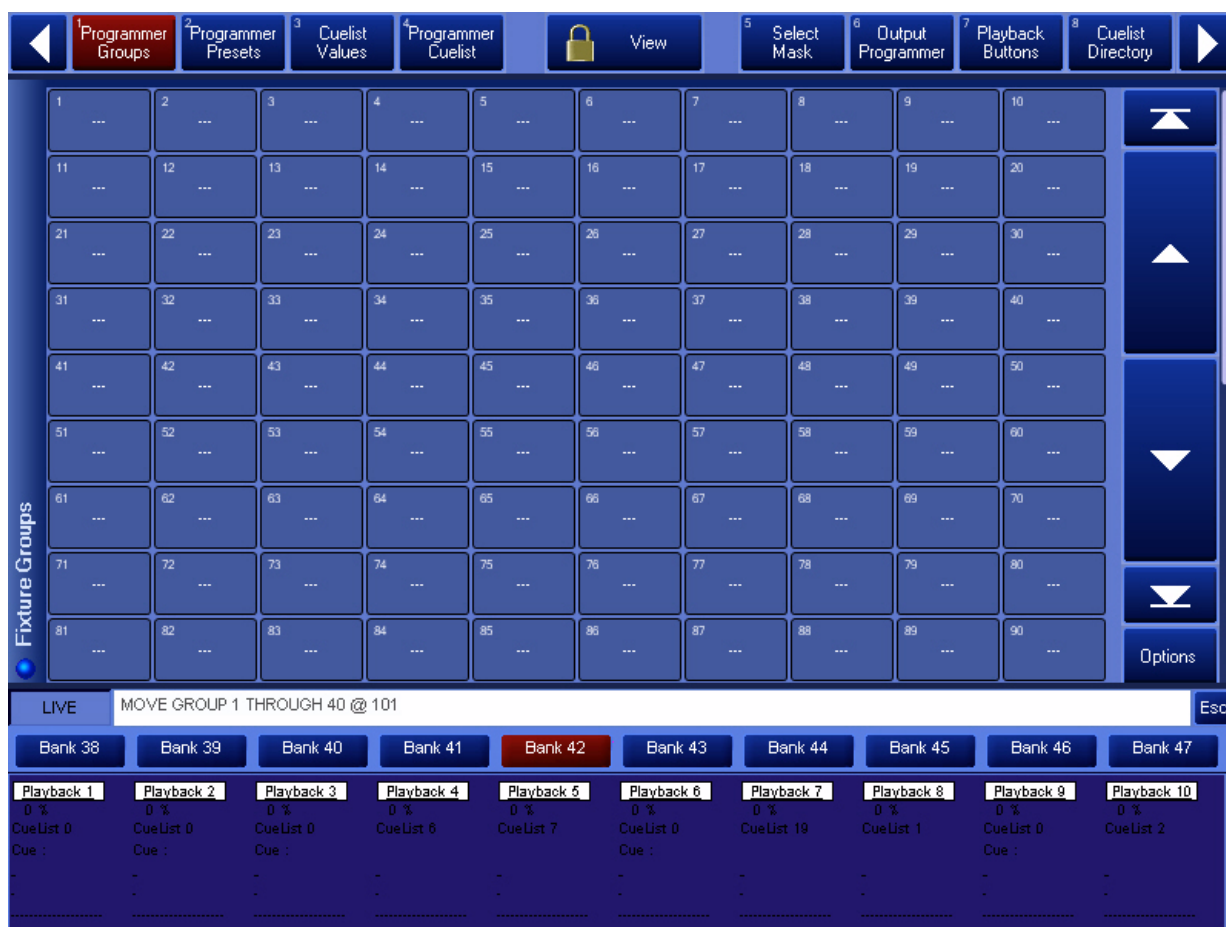 1 Programmer Groups
2 Programmer Presets
3 Cuelist Values
4 Programmer Cuelist
View
5 Select Mask
6 Output Programmer
7 Playback Buttons
8 Cuelist Directory
1 --- 2 --- 3 --- 4 --- 5 --- 6 --- 7 --- 8 --- 9 --- 10 ---
11 --- 12 --- 13 --- 14 --- 15 --- 16 --- 17 --- 18 --- 19 --- 20 ---
21 --- 22 --- 23 --- 24 --- 25 --- 26 --- 27 --- 28 --- 29 --- 30 ---
31 --- 32 --- 33 --- 34 --- 35 --- 36 --- 37 --- 38 --- 39 --- 40 ---
41 --- 42 --- 43 --- 44 --- 45 --- 46 --- 47 --- 48 --- 49 --- 50 ---
51 --- 52 --- 53 --- 54 --- 55 --- 56 --- 57 --- 58 --- 59 --- 60 ---
61 --- 62 --- 63 --- 64 --- 65 --- 66 --- 67 --- 68 --- 69 --- 70 ---
71 --- 72 --- 73 --- 74 --- 75 --- 76 --- 77 --- 78 --- 79 --- 80 ---
81 --- 82 --- 83 --- 84 --- 85 --- 86 --- 87 --- 88 --- 89 --- 90 ---
Fixture Groups
Options
LIVE MOVE GROUP 1 THROUGH 40 @ 101 Esc
Bank 38 Bank 39 Bank 40 Bank 41 Bank 42 Bank 43 Bank 44 Bank 45 Bank 46 Bank 47
Playback 1 Playback 2 Playback 3 Playback 4 Playback 5 Playback 6 Playback 7 Playback 8 Playback 9 Playback 10
0 % 0 % 0 % 0 % 0 % 0 % 0 % 0 % 0 % 0 %
CueList 0 CueList 0 CueList 0 CueList 6 CueList 7 CueList 0 CueList 19 CueList 1 CueList 0 CueList 2
Cue : Cue : Cue : Cue : Cue :
- - - - - - - - - -
- - - - - - - - - -